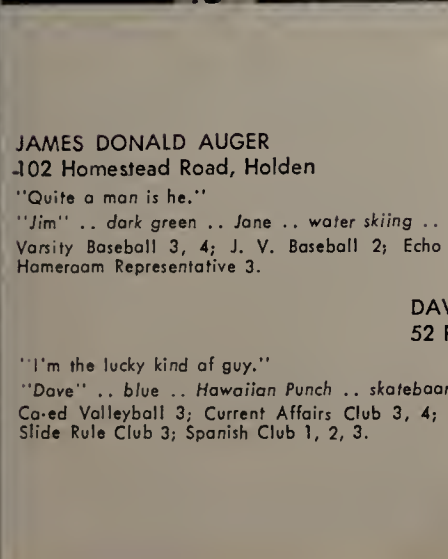 JAMES DONALD AUGER
102 Homestead Road, Holden
"Quite a man is he."
"Jim" .. dark green .. Jane .. water skiing ..
Varsity Baseball 3, 4; J. V. Baseball 2; Echo
Homeroom Representative 3.
DAV
52
"I'm the lucky kind of guy."
"Dave" .. blue .. Hawaiian Punch .. skateboar
Co-ed Volleyball 3; Current Affairs Club 3, 4;
Slide Rule Club 3; Spanish Club 1, 2, 3.